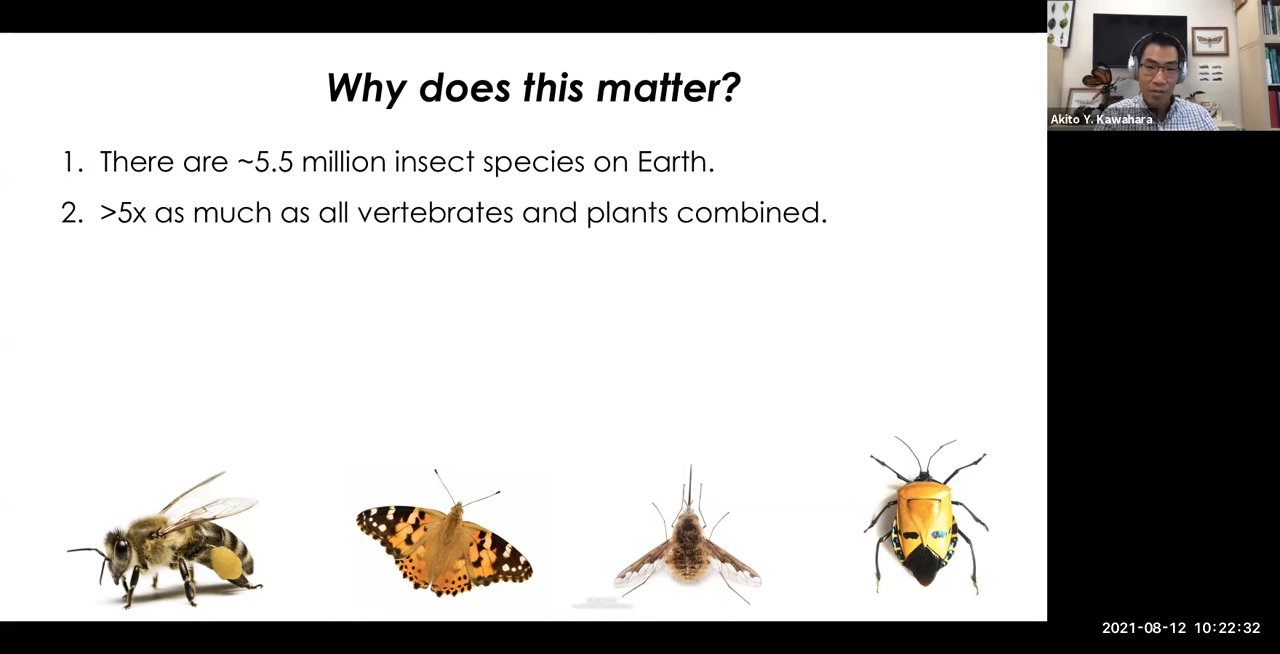 Why does this matter?
1. There are ~5.5 million insect species on Earth.
2. >5x as much as all vertebrates and plants combined.
Akito Y. Kawahara
2021-08-12 10:22:32